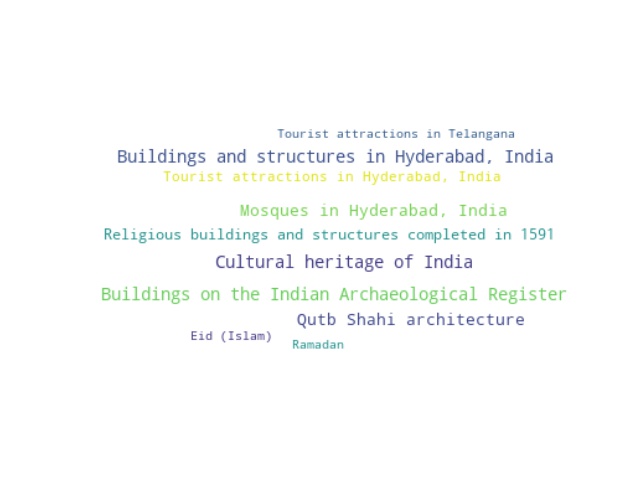 Tourist attractions in Telangana
Buildings and structures in Hyderabad, India
Tourist attractions in Hyderabad, India
Mosques in Hyderabad, India
Religious buildings and structures completed in 1591
Cultural heritage of India
Buildings on the Indian Archaeological Register
Qutb Shahi architecture
Eid (Islam)
Ramadan